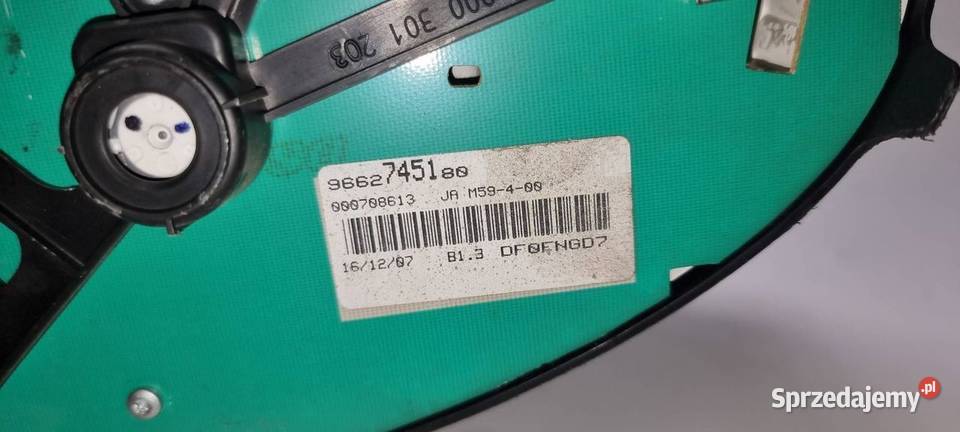 000 301 203
9662745180
000708613 JA M59-4-00
16/12/07 B1.3 DF0FNGD7
Sprzedajemy.pl